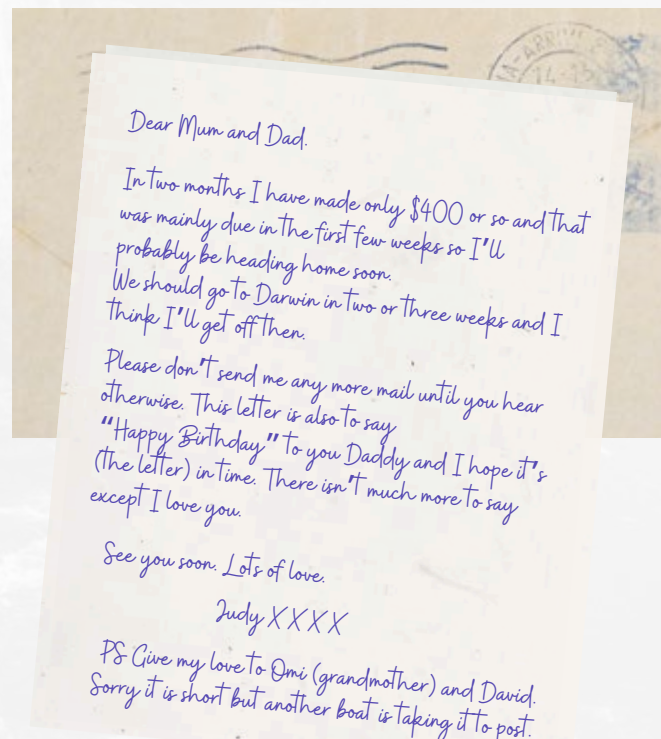 14-15
Dear Mum and Dad.
In two months I have made only $400 or so and that
was mainly due in the first few weeks so I'll
probably be heading home soon.
We should go to Darwin in two or three weeks and I
think I'll get off then.
Please don't send me any more mail until you hear
otherwise. This letter is also to say
"Happy Birthday" to you Daddy and I hope it's
(the letter) in time. There isn't much more to say
except I love you.
See you soon. Lots of love.
Judy XXXX
PS Give my love to Omi (grandmother) and David.
Sorry it is short but another boat is taking it to post.